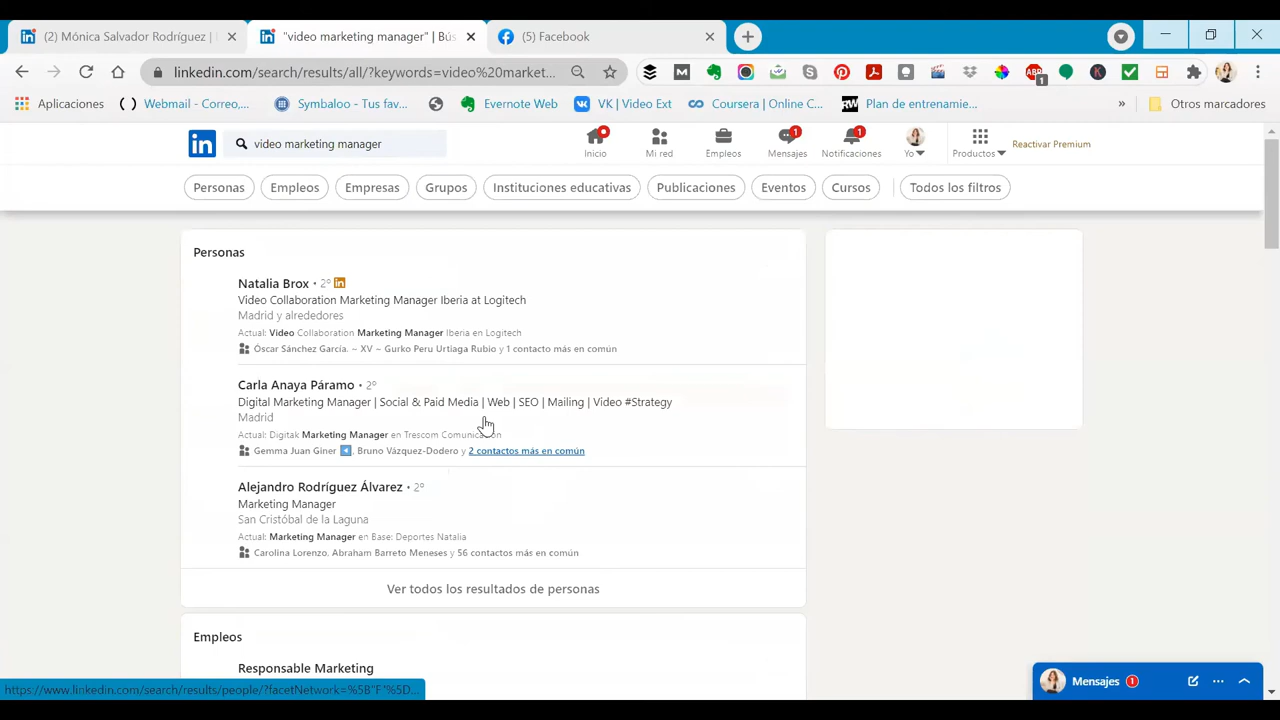 (2) Mónica Salvador Rodríguez |
"video marketing manager" | Bús
(5) Facebook
linkedin.com/search/results/all/?keywords=video%20market...
Aplicaciones
Webmail - Correo,...
Symbaloo - Tus fav...
Evernote Web
VK | Video Ext
Coursera | Online C...
Plan de entrenamie...
»
Otros marcadores
video marketing manager
Inicio
Mi red
Empleos
1
Mensajes
1
Notificaciones
Yo
Productos
Reactivar Premium
Personas
Empleos
Empresas
Grupos
Instituciones educativas
Publicaciones
Eventos
Cursos
Todos los filtros
Personas
Natalia Brox • 2º in
Video Collaboration Marketing Manager Iberia at Logitech
Madrid y alrededores
Actual: Video Collaboration Marketing Manager Iberia en Logitech
Óscar Sánchez García. ~ XV ~ Gurko Peru Urtiaga Rubio y 1 contacto más en común
Carla Anaya Páramo • 2º
Digital Marketing Manager | Social & Paid Media | Web | SEO | Mailing | Video #Strategy
Madrid
Actual: Digitak Marketing Manager en Trescom Comunicación
Gemma Juan Giner , Bruno Vázquez-Dodero y 2 contactos más en común
Alejandro Rodríguez Álvarez • 2º
Marketing Manager
San Cristóbal de la Laguna
Actual: Marketing Manager en Base: Deportes Natalia
Carolina Lorenzo. Abraham Barreto Meneses y 56 contactos más en común
Ver todos los resultados de personas
Empleos
Responsable Marketing
https://www.linkedin.com/search/results/people/?facetNetwork=%5B"F"%5D...
Mensajes 1